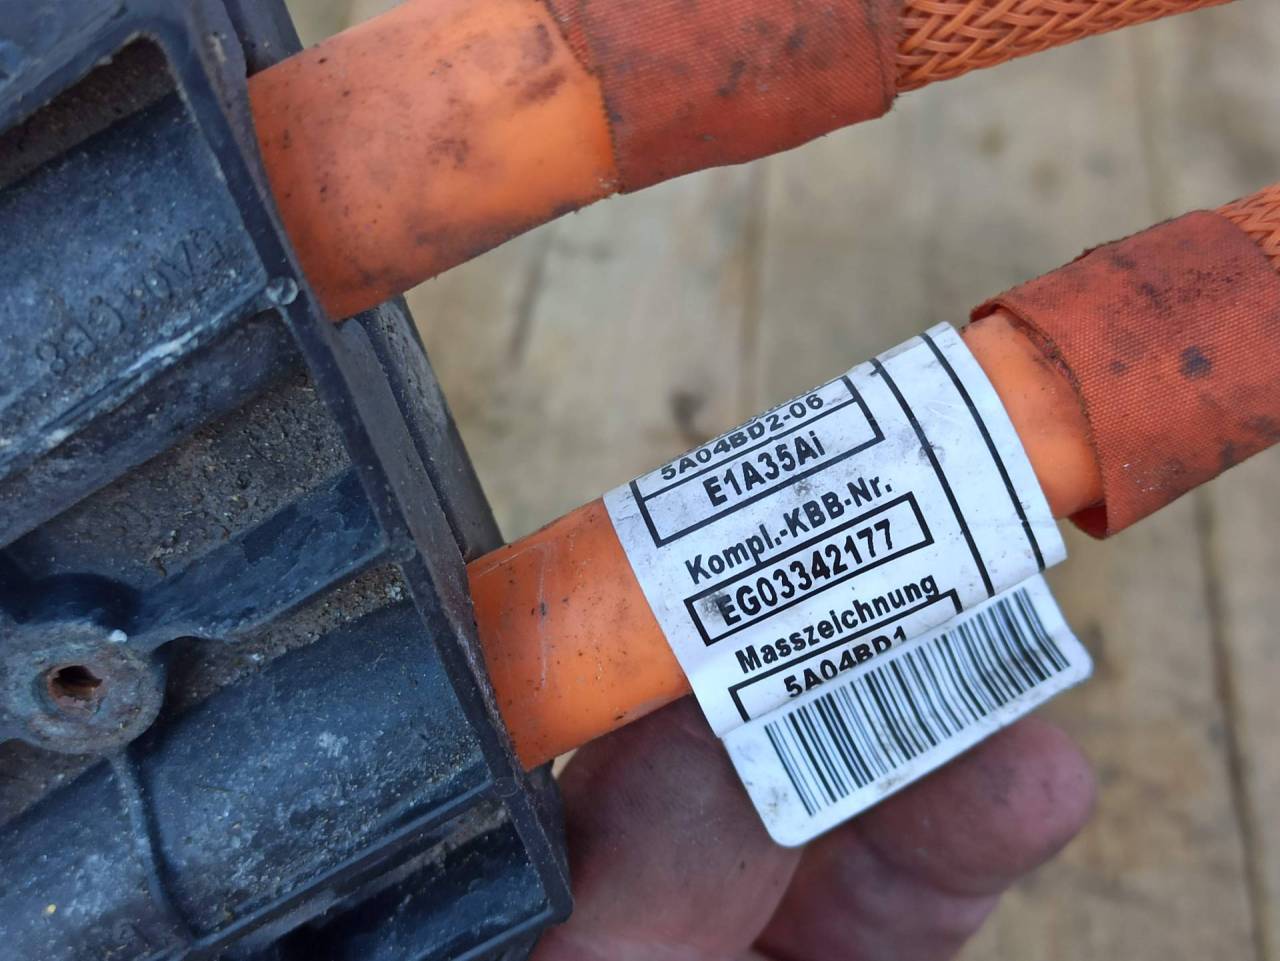 5A04BD2-06
E1A35Ai
Kompl.-KBB-Nr.
EG03342177
Masszeichnung
5A04BD1